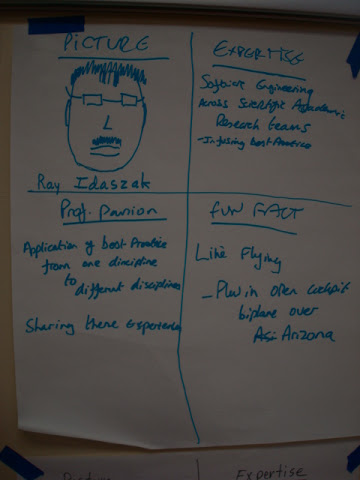 PICTURE
Ray Idaszak
EXPERTISE
Software Engineering
Across Scientific Academic
Research teams
- Infusing best Practice
Prof. passion
Application of best Practice
from one discipline
to
different disciplines
Sharing these experiences
FUN FACT
Like Flying
- Flew in open cockpit
biplane over
Arizona
Expertise